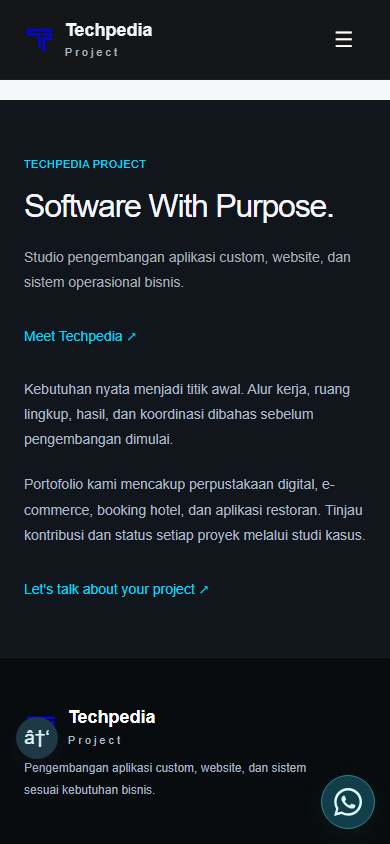 Techpedia
Project
☰
TECHPEDIA PROJECT
Software With Purpose.
Studio pengembangan aplikasi custom, website, dan
sistem operasional bisnis.
Meet Techpedia ↗
Kebutuhan nyata menjadi titik awal. Alur kerja, ruang
lingkup, hasil, dan koordinasi dibahas sebelum
pengembangan dimulai.
Portofolio kami mencakup perpustakaan digital, e-
commerce, booking hotel, dan aplikasi restoran. Tinjau
kontribusi dan status setiap proyek melalui studi kasus.
Let's talk about your project ↗
Techpedia
Project
â†‘
Pengembangan aplikasi custom, website, dan sistem
sesuai kebutuhan bisnis.